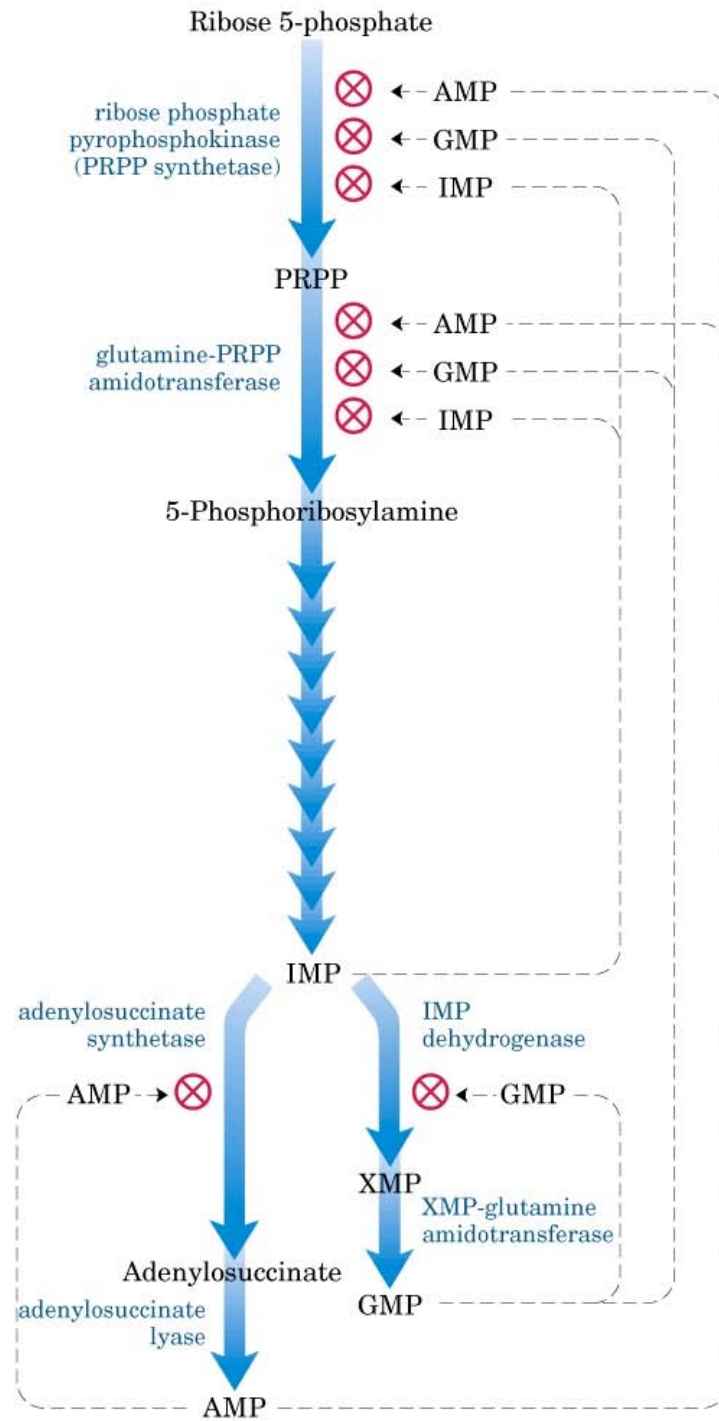 Ribose 5-phosphate
AMP
ribose phosphate
pyrophosphokinase
(PRPP synthetase)
GMP
IMP
PRPP
AMP
glutamine-PRPP
amidotransferase
GMP
IMP
5-Phosphoribosylamine
IMP
adenylosuccinate
synthetase
IMP
dehydrogenase
AMP
GMP
XMP
XMP-glutamine
amidotransferase
Adenylosuccinate
GMP
adenylosuccinate
lyase
AMP